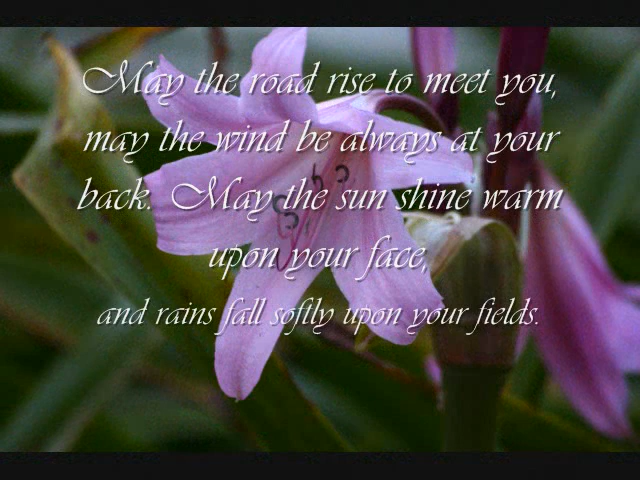 May the road rise to meet you,
may the wind be always at your
back. May the sun shine warm
upon your face,
and rains fall softly upon your fields.